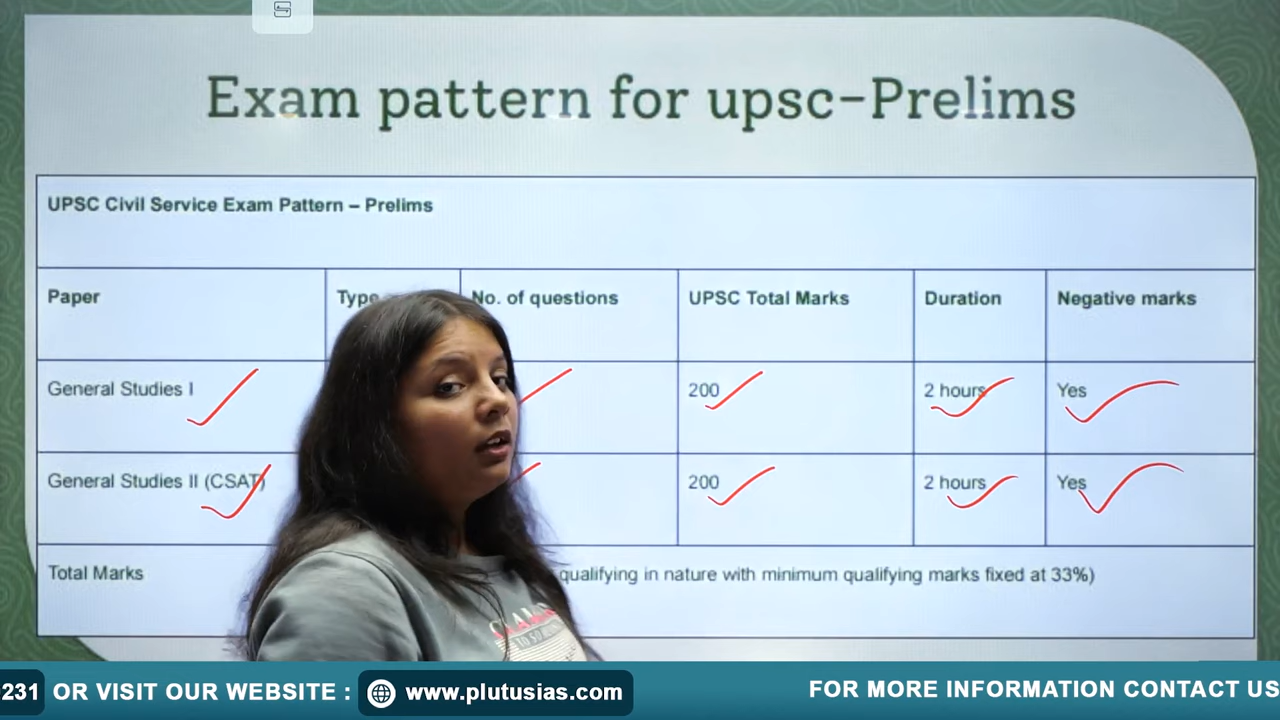 Exam pattern for upsc-Prelims
UPSC Civil Service Exam Pattern – Prelims
Paper Type No. of questions UPSC Total Marks Duration Negative marks
General Studies I 200 2 hours Yes
General Studies II (CSAT) 200 2 hours Yes
Total Marks qualifying in nature with minimum qualifying marks fixed at 33%)
231 OR VISIT OUR WEBSITE : www.plutusias.com FOR MORE INFORMATION CONTACT US